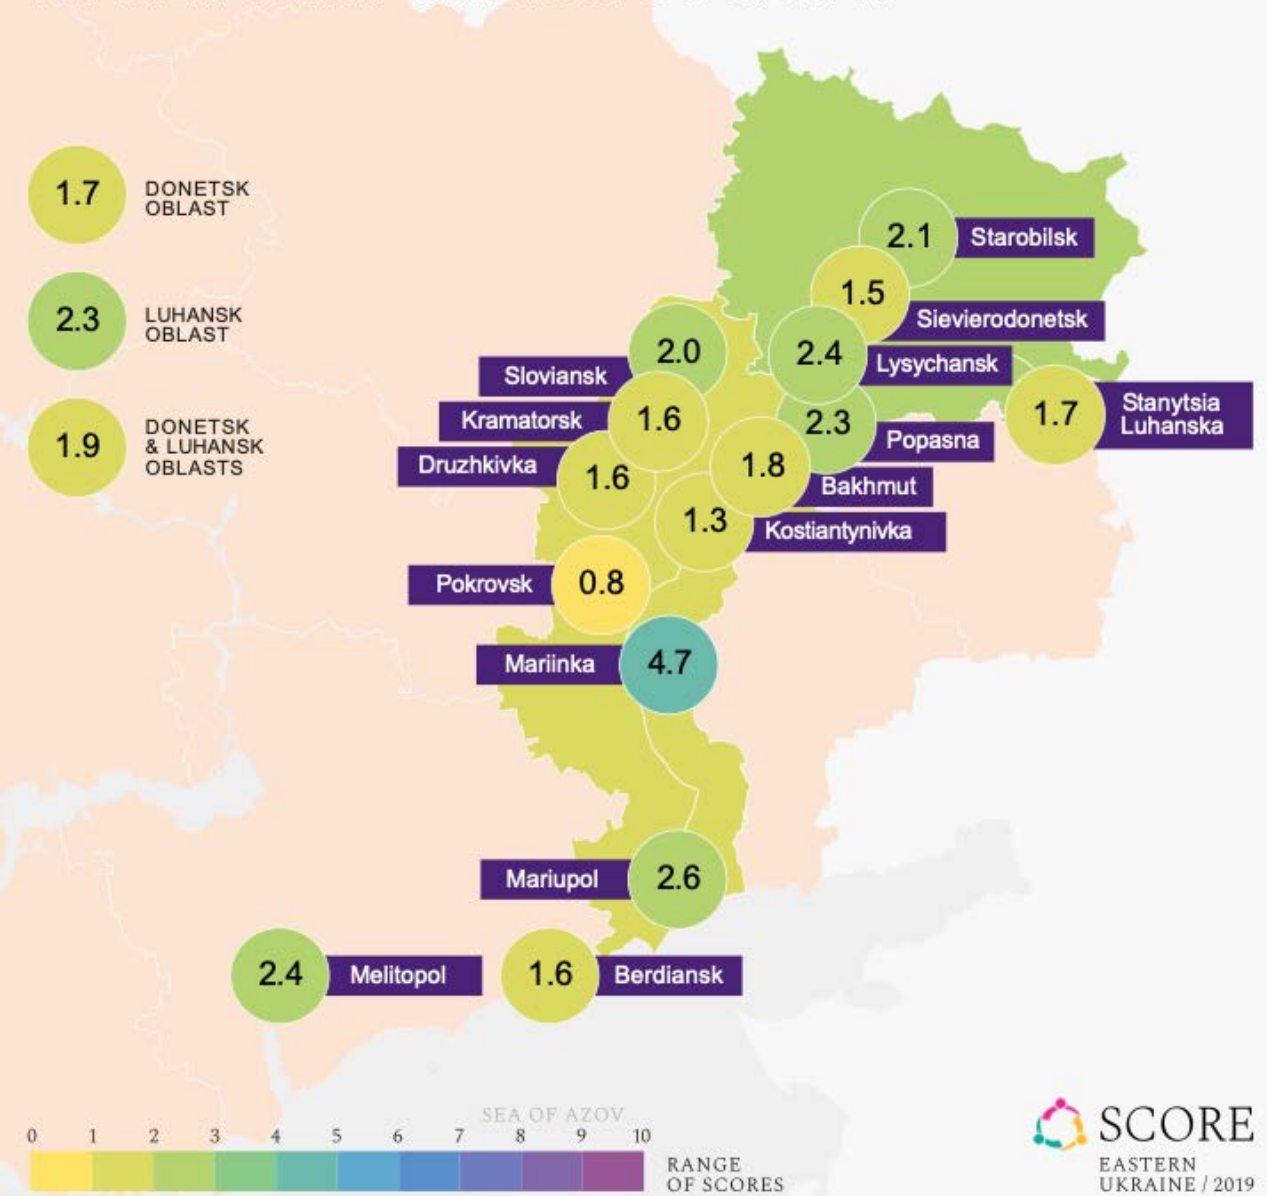 1.7
DONETSK
OBLAST
2.3
LUHANSK
OBLAST
1.9
DONETSK
& LUHANSK
OBLASTS
2.1
Starobilsk
1.5
Sievierodonetsk
2.0
Sloviansk
2.4
Lysychansk
1.7
Stanytsia
Luhanska
Kramatorsk
1.6
2.3
Popasna
Druzhkivka
1.6
1.8
Bakhmut
1.3
Kostiantynivka
Pokrovsk
0.8
Mariinka
4.7
Mariupol
2.6
2.4
Melitopol
1.6
Berdiansk
SEA OF AZOV
0 1 2 3 4 5 6 7 8 9 10
RANGE
OF SCORES
SCORE
EASTERN
UKRAINE / 2019